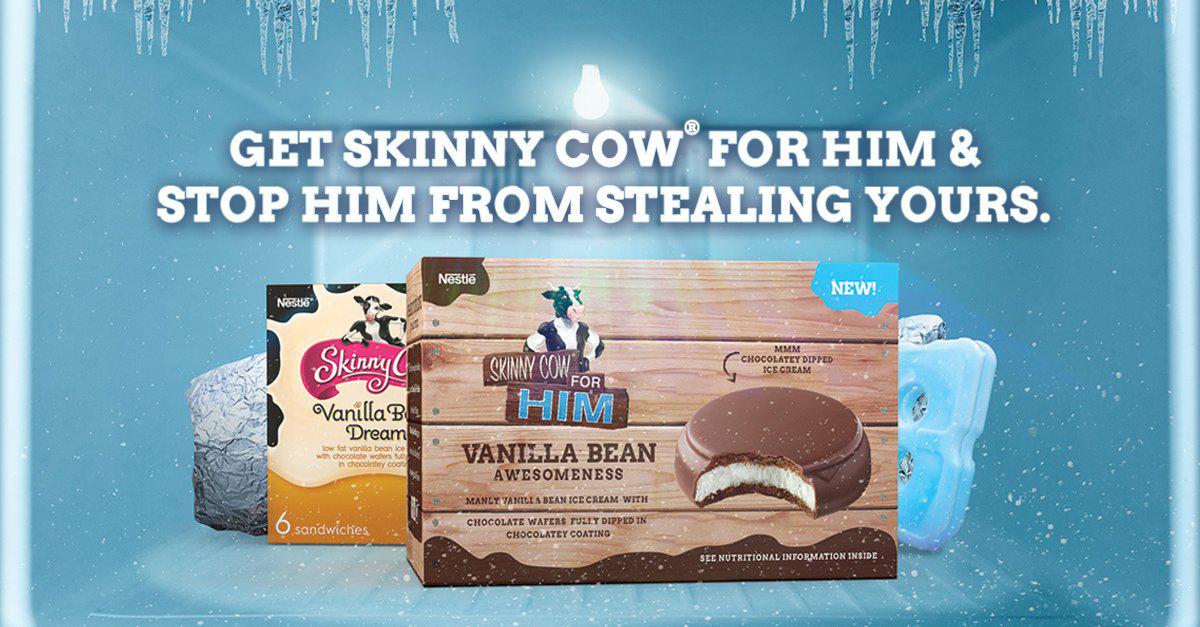 GET SKINNY COW® FOR HIM &
STOP HIM FROM STEALING YOURS.
Nestlé®
Skinny
Vanilla
Dream
low fat vanilla bean ice
with chocolate wafers
in chocolatey
6 sandwiches
Nestlé
NEW!
SKINNY COW
FOR
HIM
VANILLA BEAN
AWESOMENESS
MANLY VANILLA BEAN ICE CREAM WITH
CHOCOLATE WAFERS FULLY DIPPED IN
CHOCOLATEY COATING
MMM
CHOCOLATEY DIPPED
ICE CREAM
SEE NUTRITIONAL INFORMATION INSIDE